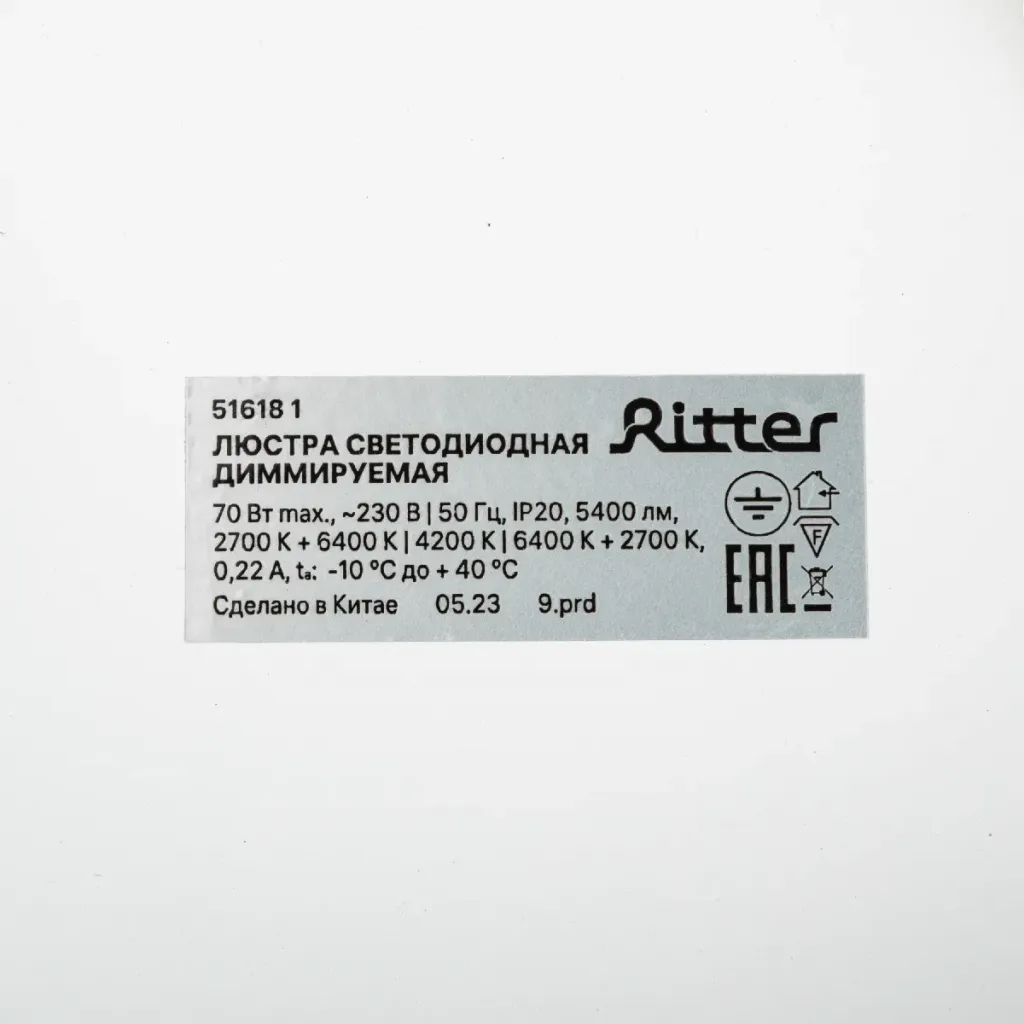 51618 1
Ritter
ЛЮСТРА СВЕТОДИОДНАЯ
ДИММИРУЕМАЯ
70 Вт max., ~230 В | 50 Гц, IP20, 5400 лм,
2700 К + 6400 К | 4200 К | 6400 К + 2700 К,
0,22 А, tₐ: -10 °С до + 40 °С
Сделано в Китае 05.23 9.prd
F
EAC